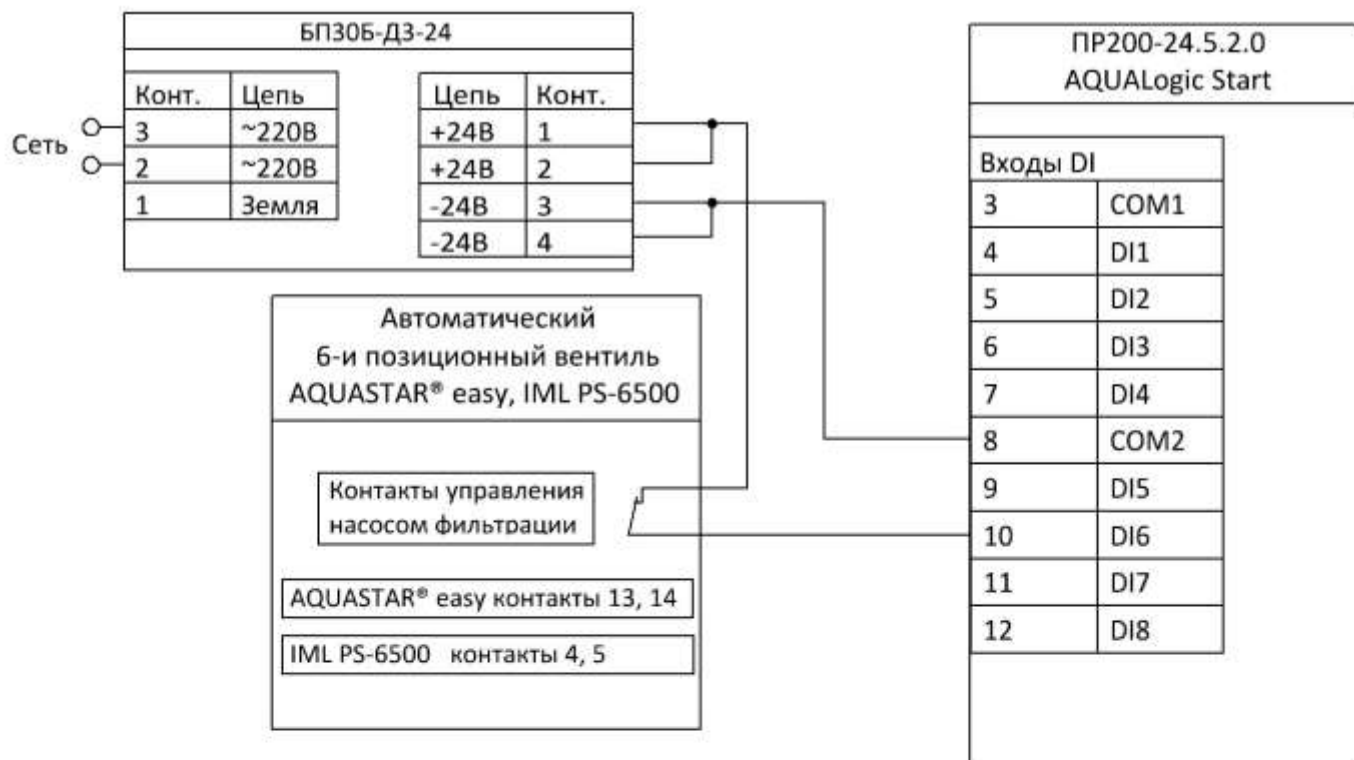 БП30Б-Д3-24
Конт. Цепь
3 ~220В
2 ~220В
1 Земля
Цепь Конт.
+24В 1
+24В 2
-24В 3
-24В 4
Сеть
Автоматический
6-и позиционный вентиль
AQUASTAR® easy, IML PS-6500
Контакты управления
насосом фильтрации
AQUASTAR® easy контакты 13, 14
IML PS-6500 контакты 4, 5
ПР200-24.5.2.0
AQUALogic Start
Входы DI
3 COM1
4 DI1
5 DI2
6 DI3
7 DI4
8 COM2
9 DI5
10 DI6
11 DI7
12 DI8